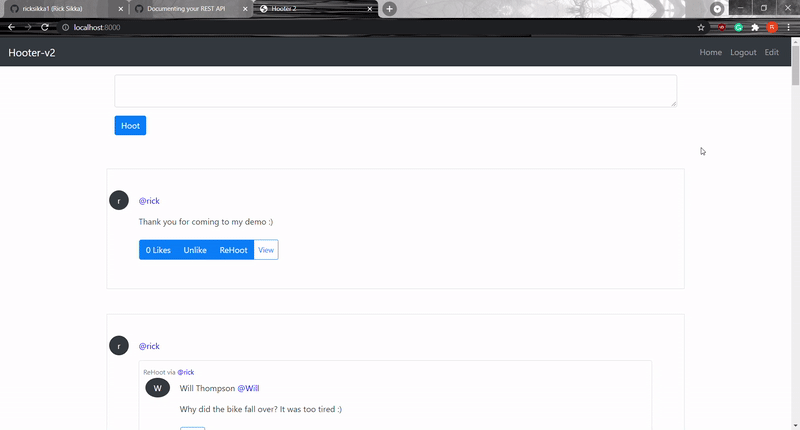 ricksikka1 (Rick Sikka)
Documenting your REST API
Hooter 2
localhost:8000
Hooter-v2
Home Logout Edit
Hoot
r
@rick
Thank you for coming to my demo :)
0 Likes Unlike ReHoot View
r
@rick
ReHoot via @rick
W
Will Thompson @Will
Why did the bike fall over? It was too tired :)